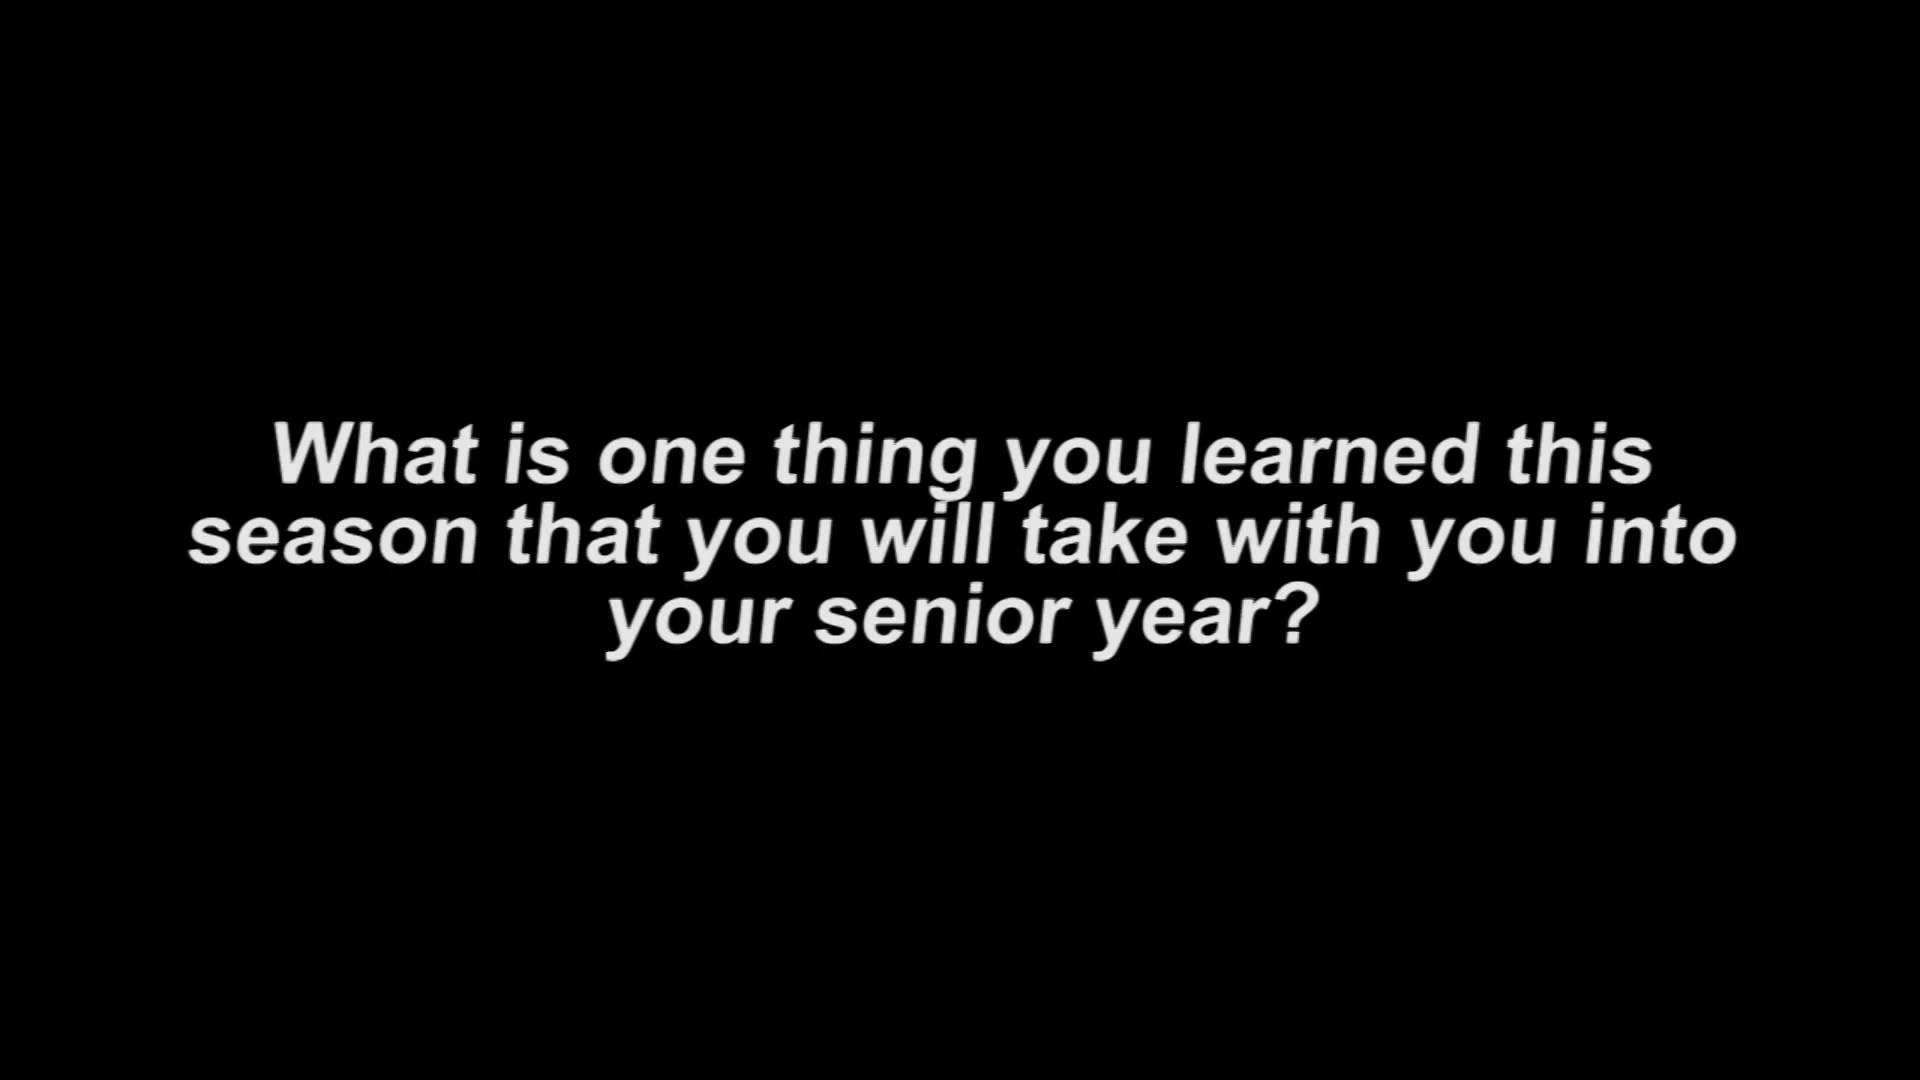 What is one thing you learned this
season that you will take with you into
your senior year?